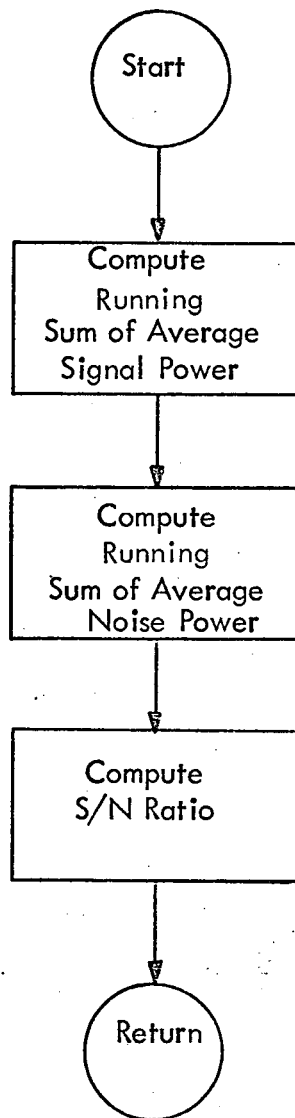 Start
Compute
Running
Sum of Average
Signal Power
Compute
Running
Sum of Average
Noise Power
Compute
S/N Ratio
Return